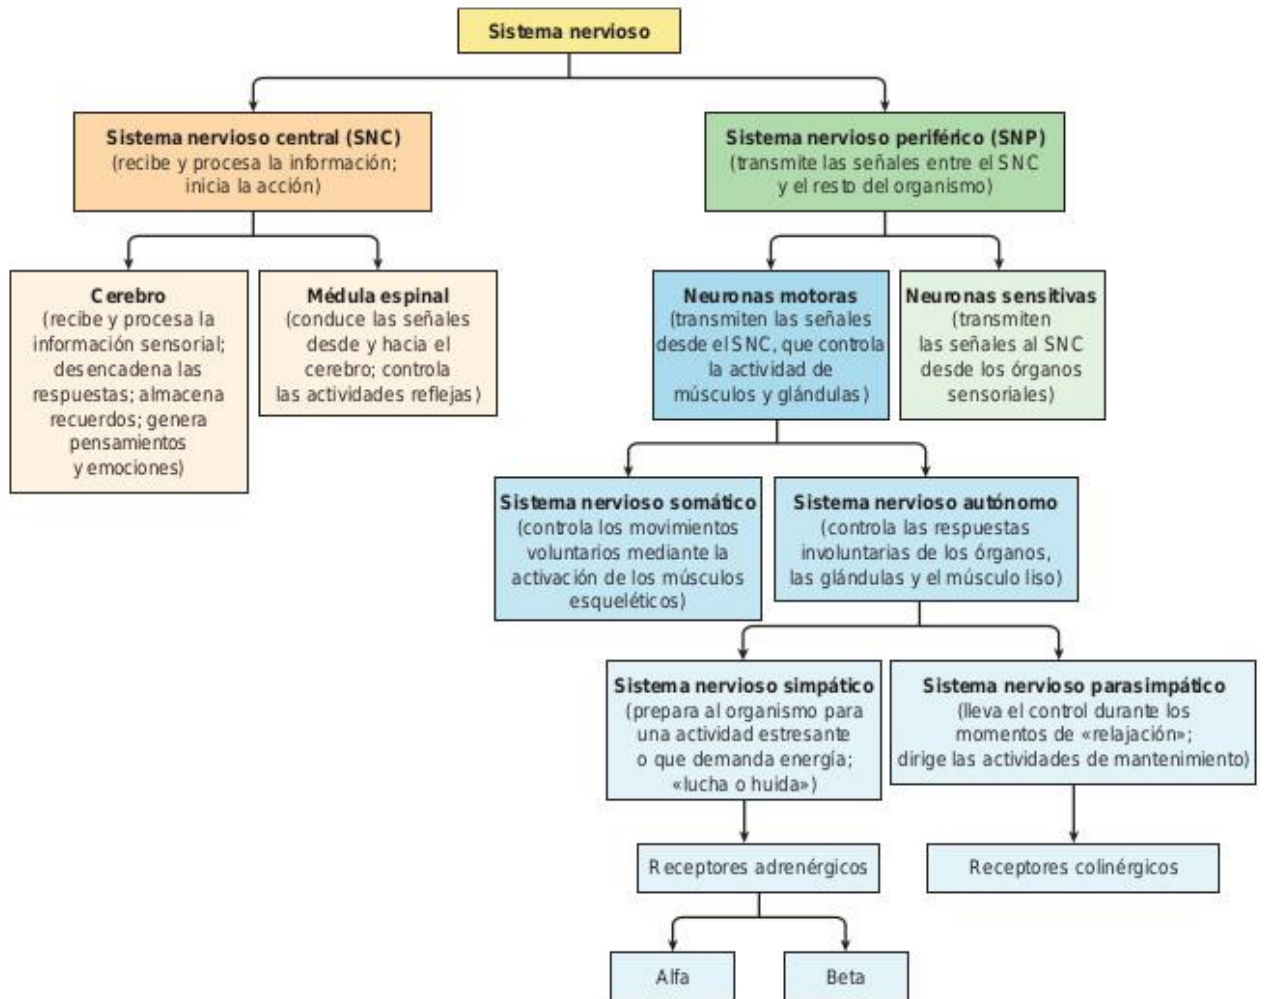 Sistema nervioso
Sistema nervioso central (SNC)
(recibe y procesa la información;
inicia la acción)
Sistema nervioso periférico (SNP)
(transmite las señales entre el SNC
y el resto del organismo)
Cerebro
(recibe y procesa la
información sensorial;
desencadena las
respuestas; almacena
recuerdos; genera
pensamientos
y emociones)
Médula espinal
(conduce las señales
desde y hacia el
cerebro; controla
las actividades reflejas)
Neuronas motoras
(transmiten las señales
desde el SNC, que controla
la actividad de
músculos y glándulas)
Neuronas sensitivas
(transmiten
las señales al SNC
desde los órganos
sensoriales)
Sistema nervioso somático
(controla los movimientos
voluntarios mediante la
activación de los músculos
esqueléticos)
Sistema nervioso autónomo
(controla las respuestas
involuntarias de los órganos,
las glándulas y el músculo liso)
Sistema nervioso simpático
(prepara al organismo para
una actividad estresante
o que demanda energía;
«lucha o huida»)
Sistema nervioso parasimpático
(lleva el control durante los
momentos de «relajación»;
dirige las actividades de mantenimiento)
Receptores adrenérgicos
Receptores colinérgicos
Alfa
Beta